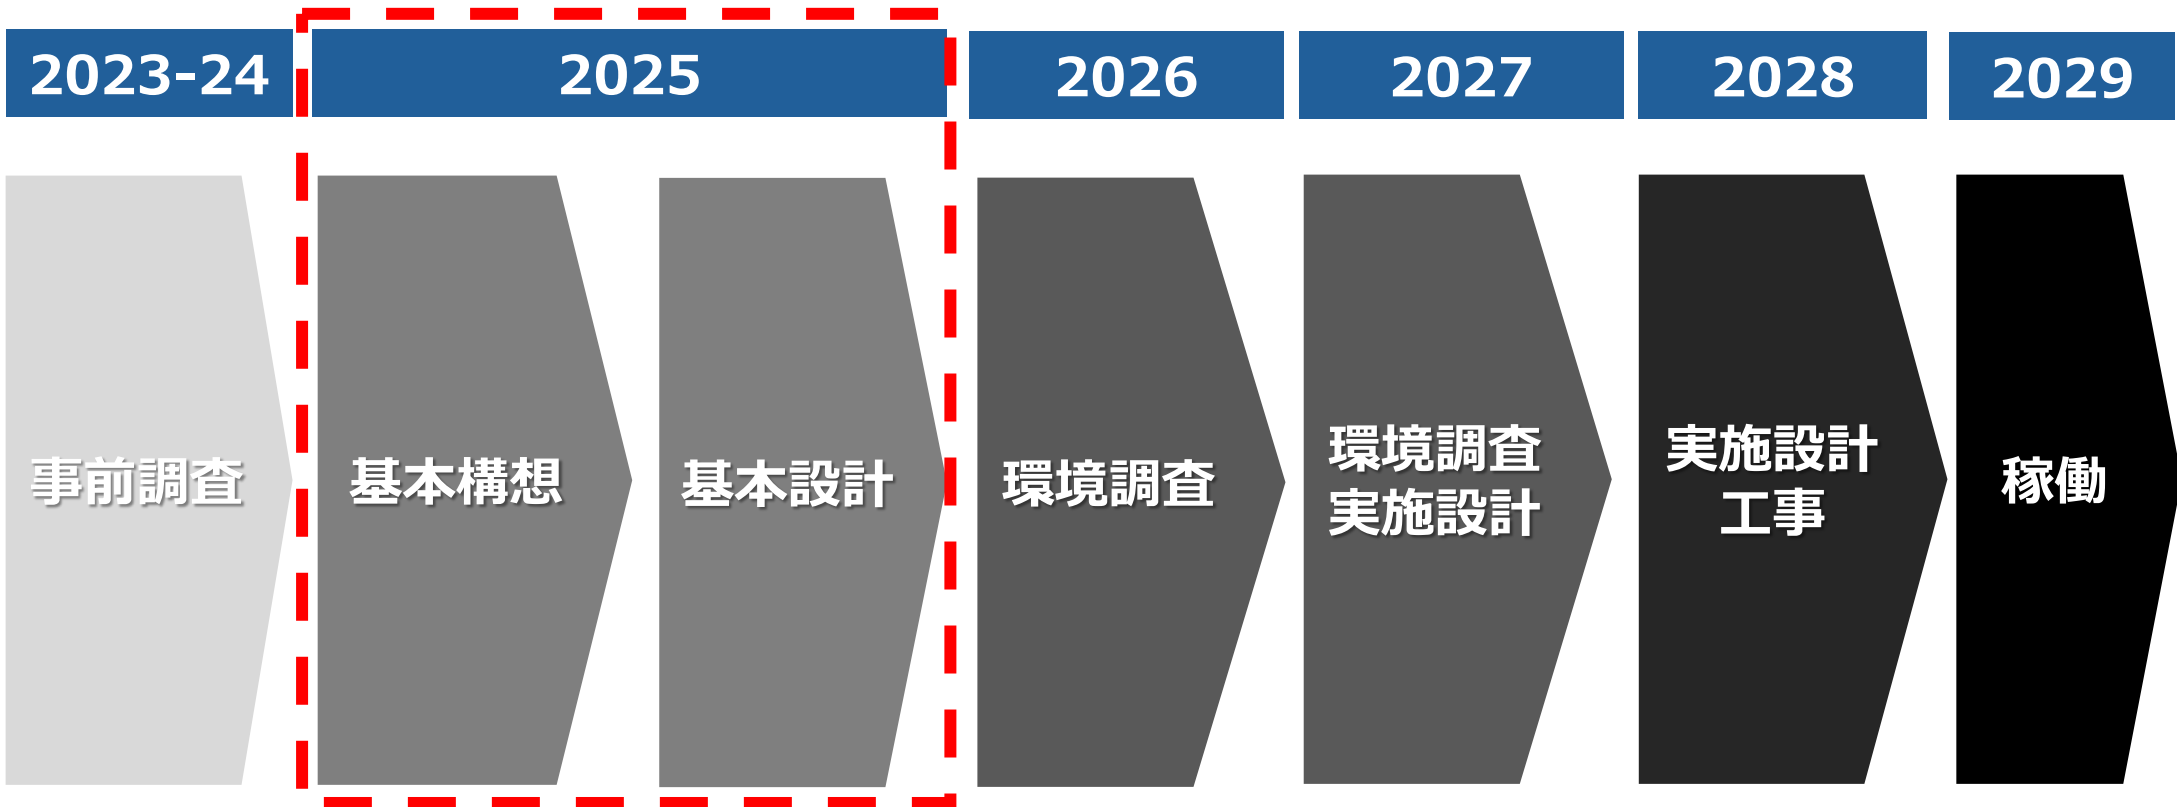 2023-24
2025
2026
2027
2028
2029
事前調査
基本構想
基本設計
環境調査
環境調査
実施設計
実施設計
工事
稼働